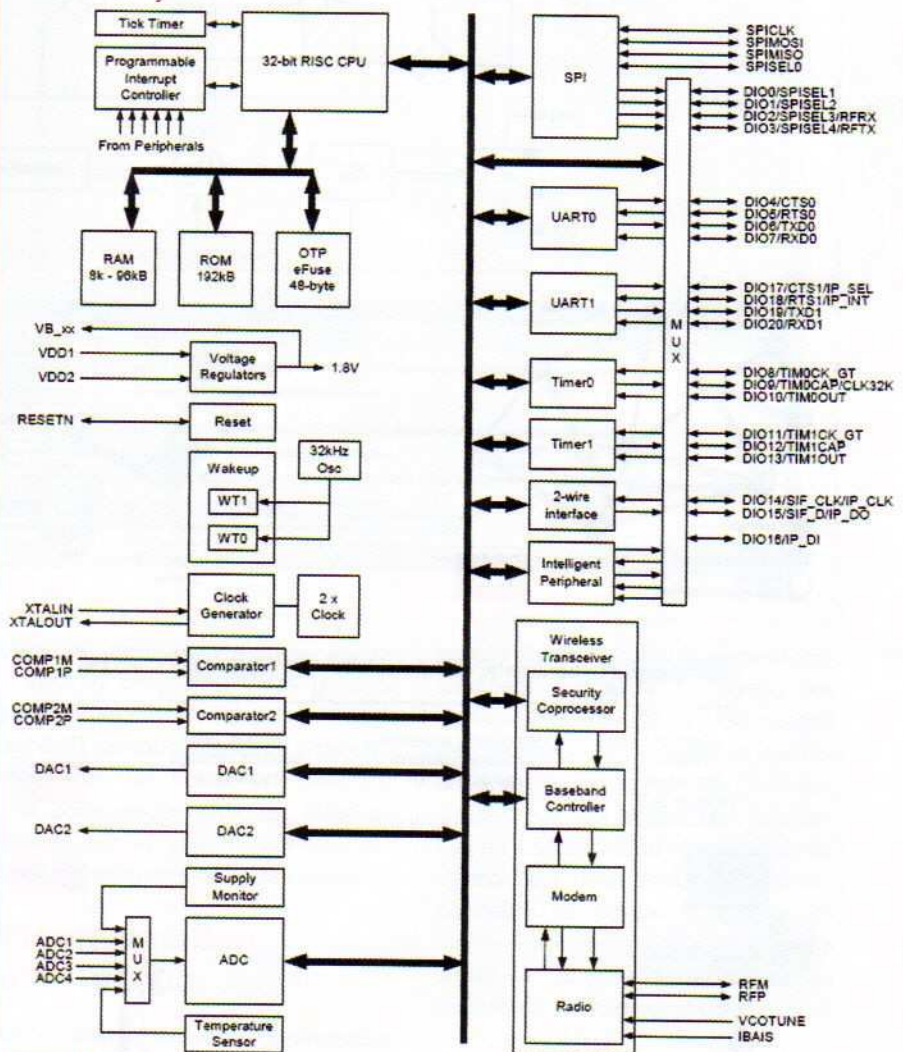 Tick Timer
Programmable
Interrupt
Controller
32-bit RISC CPU
From Peripherals
RAM
8k - 96kB
ROM
192kB
OTP
eFuse
48-byte
VB_xx
VDD1
VDD2
Voltage
Regulators
1.8V
RESETN
Reset
Wakeup
WT1
WT0
32kHz
Osc
XTALIN
XTALOUT
Clock
Generator
2 x
Clock
COMP1M
COMP1P
Comparator1
COMP2M
COMP2P
Comparator2
DAC1
DAC1
DAC2
DAC2
Supply
Monitor
ADC1
ADC2
ADC3
ADC4
MUX
ADC
Temperature
Sensor
SPI
SPICLK
SPIMOSI
SPIMISO
SPISEL0
DIO0/SPISEL1
DIO1/SPISEL2
DIO2/SPISEL3/RFRX
DIO3/SPISEL4/RFTX
UART0
DIO4/CTS0
DIO5/RTS0
DIO6/TXD0
DIO7/RXD0
UART1
DIO17/CTS1/IP_SEL
DIO18/RTS1/IP_INT
DIO19/TXD1
DIO20/RXD1
MUX
Timer0
DIO8/TIM0CK_GT
DIO9/TIM0CAP/CLK32K
DIO10/TIM0OUT
Timer1
DIO11/TIM1CK_GT
DIO12/TIM1CAP
DIO13/TIM1OUT
2-wire
interface
DIO14/SIF_CLK/IP_CLK
DIO15/SIF_D/IP_DO
DIO16/IP_DI
Intelligent
Peripheral
Wireless
Transceiver
Security
Coprocessor
Baseband
Controller
Modem
Radio
RFM
RFP
VCOTUNE
IBAIS